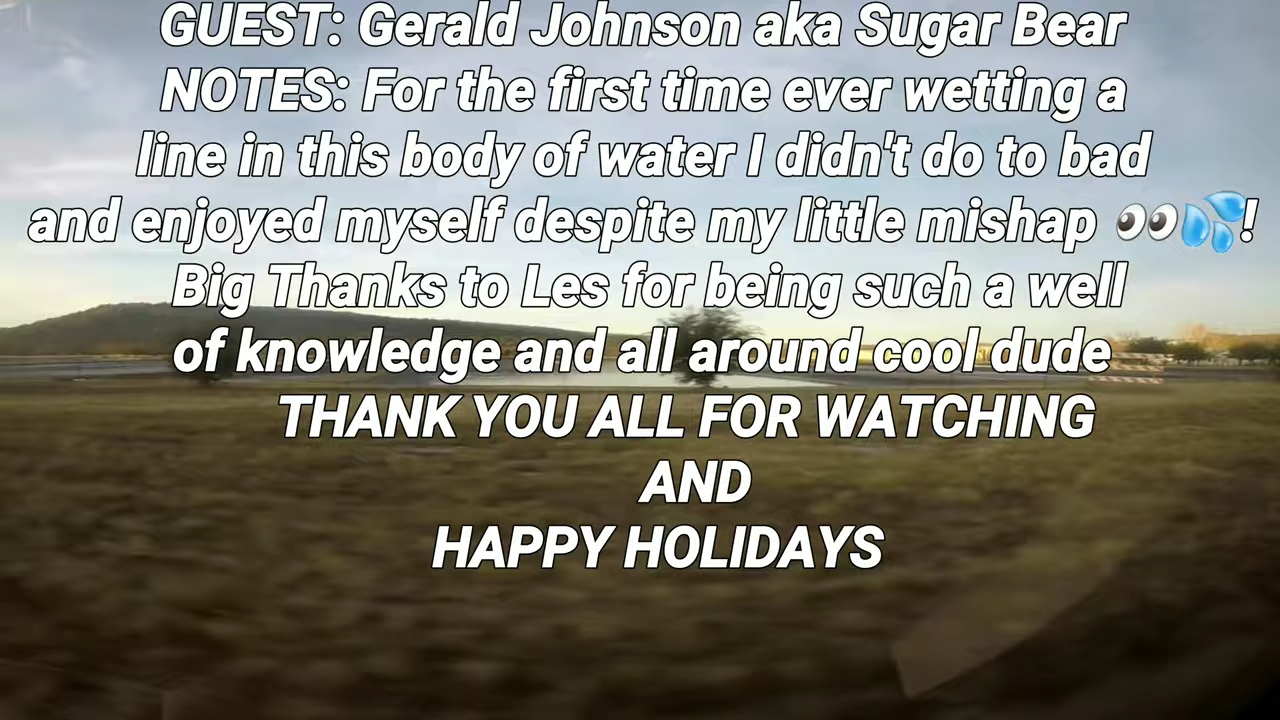 GUEST: Gerald Johnson aka Sugar Bear
NOTES: For the first time ever wetting a
line in this body of water I didn't do to bad
and enjoyed myself despite my little mishap 👀💦!
Big Thanks to Les for being such a well
of knowledge and all around cool dude
THANK YOU ALL FOR WATCHING
AND
HAPPY HOLIDAYS